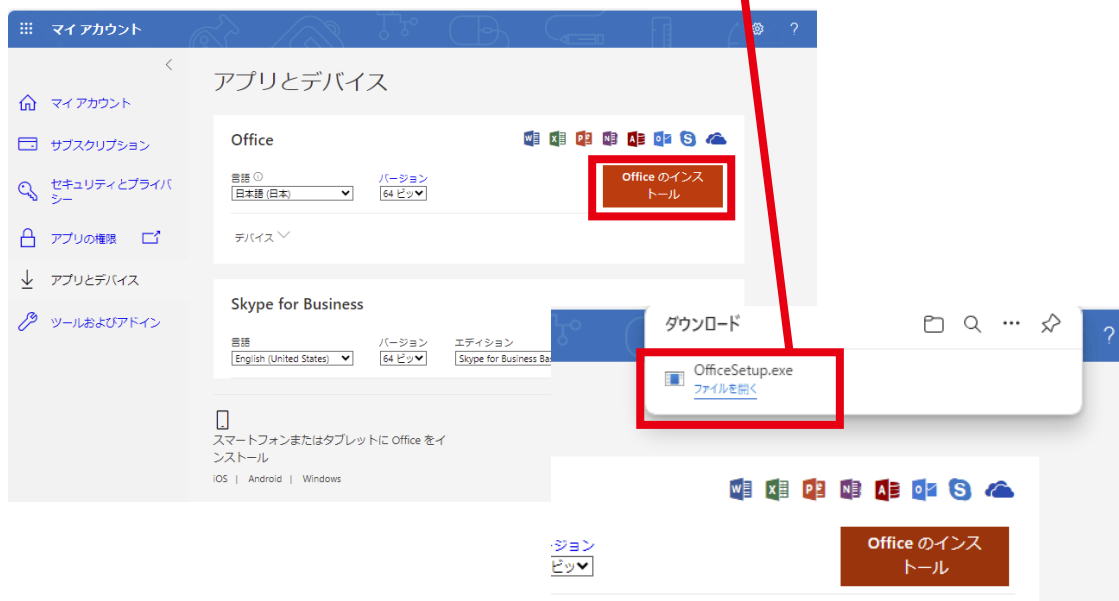 マイ アカウント
?
アプリとデバイス
マイ アカウント
サブスクリプション
セキュリティとプライバ
シー
アプリの権限
アプリとデバイス
ツールおよびアドイン
Office
言語
バージョン
日本語 (日本)
64 ビッ
Office のインス
トール
デバイス
Skype for Business
言語
バージョン
エディション
English (United States)
64 ビッ
Skype for Business Ba
スマートフォンまたはタブレットに Office をイ
ンストール
iOS | Android | Windows
ダウンロード
?
OfficeSetup.exe
ファイルを開く
ージョン
ビッ
Office のインス
トール